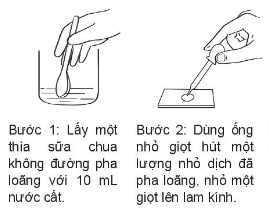 Bước 1: Lấy một
thìa sữa chua
không đường pha
loãng với 10 mL
nước cất.
Bước 2: Dùng ống
nhỏ giọt hút một
lượng nhỏ dịch đã
pha loãng, nhỏ một
giọt lên lam kính.